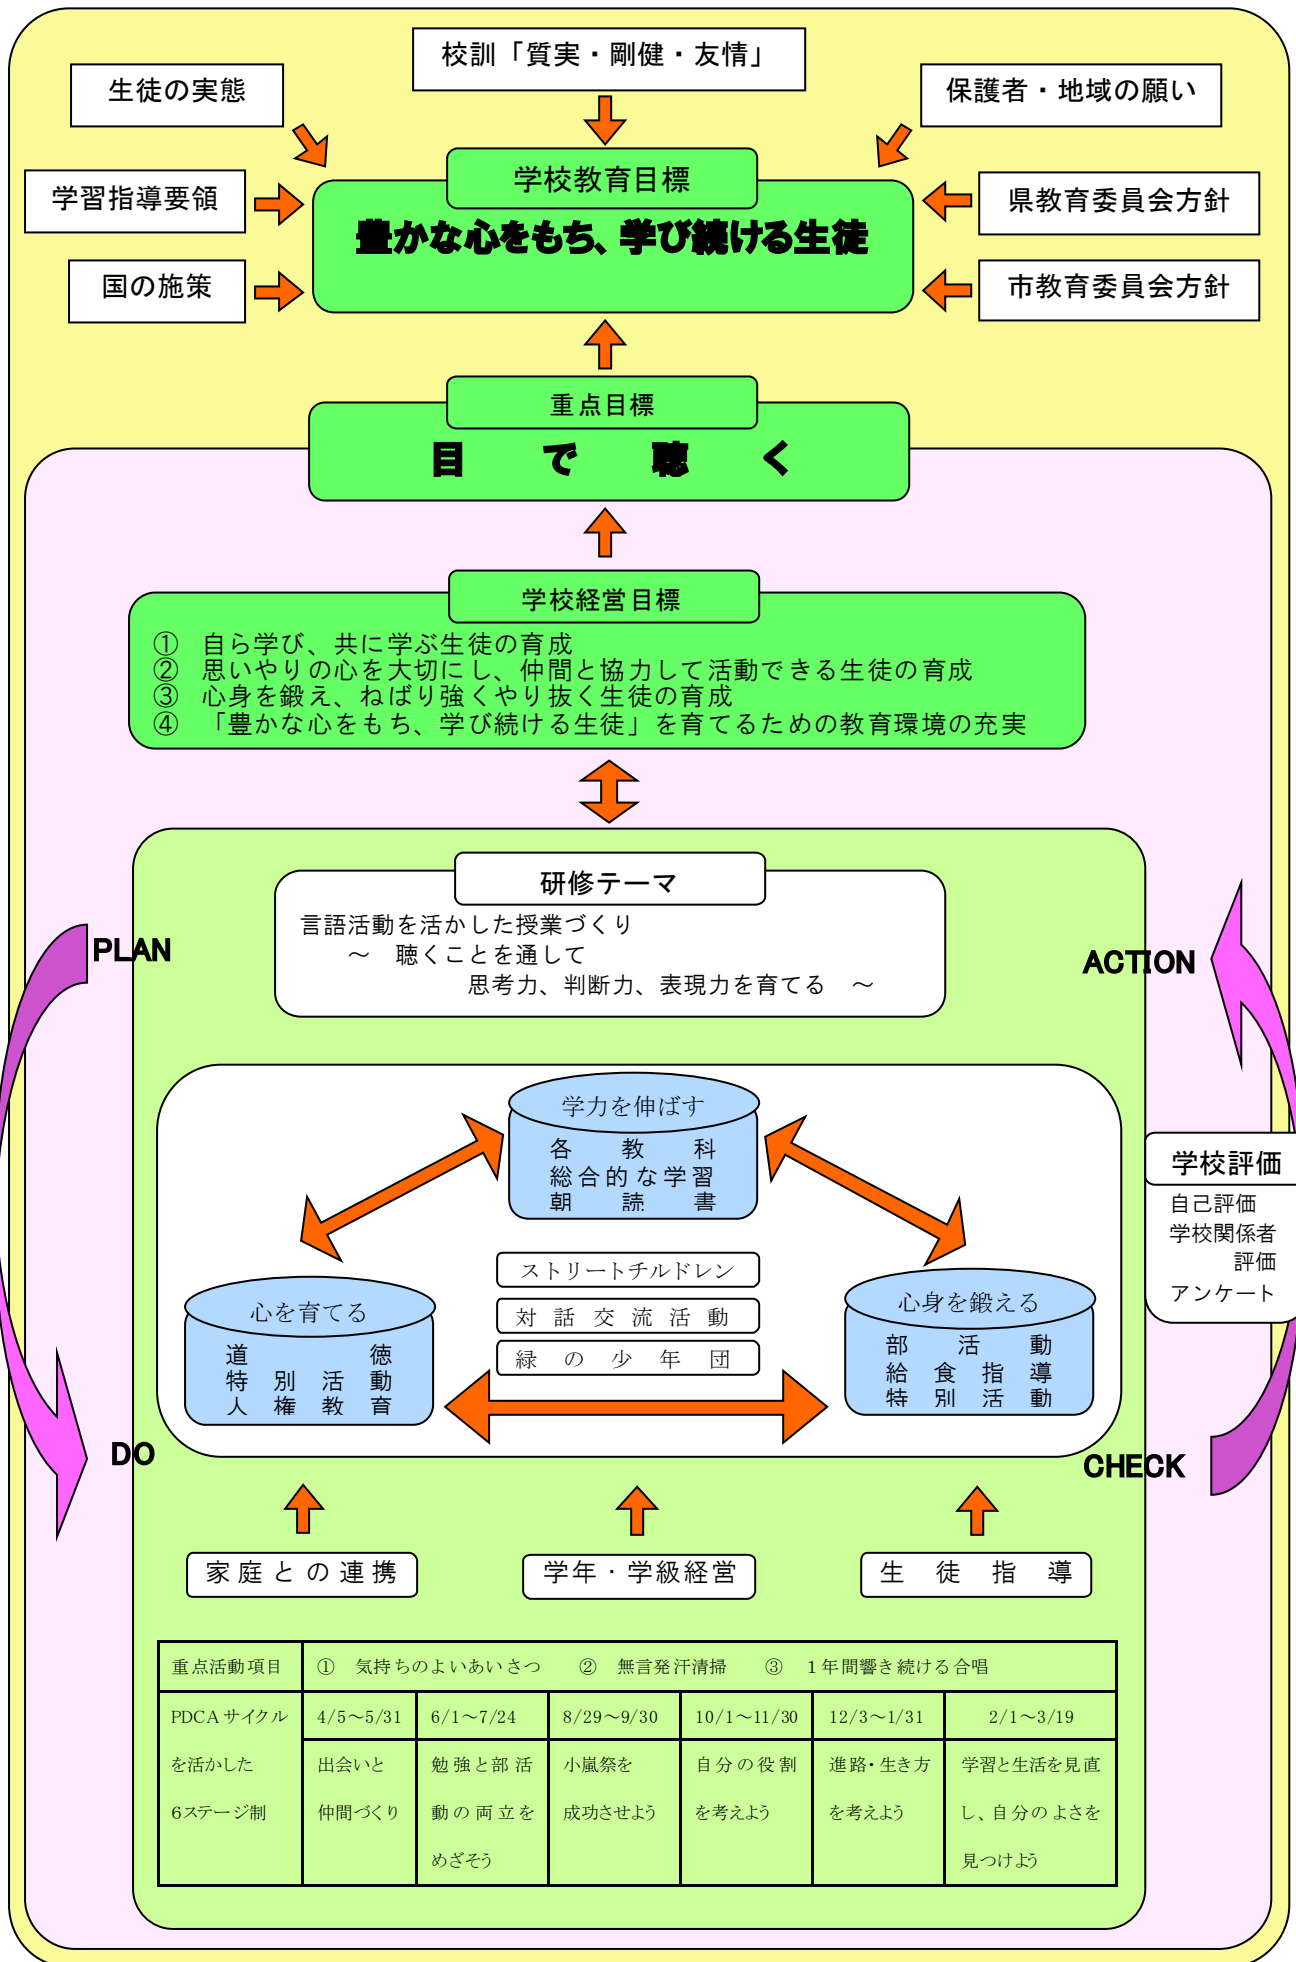 校訓「質実・剛健・友情」
生徒の実態
保護者・地域の願い
学校教育目標
学習指導要領
県教育委員会方針
豊かな心をもち、学び続ける生徒
国の施策
市教育委員会方針
重点目標
目で聴く
学校経営目標
① 自ら学び、共に学ぶ生徒の育成
② 思いやりの心を大切にし、仲間と協力して活動できる生徒の育成
③ 心身を鍛え、ねばり強くやり抜く生徒の育成
④ 「豊かな心をもち、学び続ける生徒」を育てるための教育環境の充実
研修テーマ
言語活動を活かした授業づくり
～ 聴くことを通して
思考力、判断力、表現力を育てる ～
PLAN
ACTION
学力を伸ばす
各教科
総合的な学習
朝読書
学校評価
自己評価
学校関係者
評価
アンケート
ストリートチルドレン
対話交流活動
緑の少年団
心を育てる
道徳
特別活動
人権教育
心身を鍛える
部活動
給食指導
特別活動
DO
CHECK
家庭との連携
学年・学級経営
生徒指導
重点活動項目
① 気持ちのよいあいさつ ② 無言発汗清掃 ③ 1年間響き続ける合唱
PDCAサイクル
を活かした
6ステージ制
4/5～5/31
6/1～7/24
8/29～9/30
10/1～11/30
12/3～1/31
2/1～3/19
出会いと
仲間づくり
勉強と部活
動の両立を
めざそう
小嵐祭を
成功させよう
自分の役割
を考えよう
進路・生き方
を考えよう
学習と生活を見直
し、自分のよさを
見つけよう